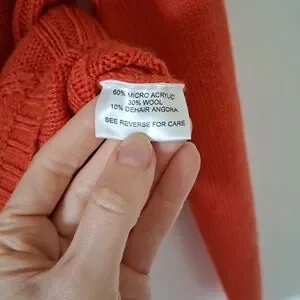 60% MICRO ACRYLIC
30% WOOL
10% DEHAIR ANGORA
SEE REVERSE FOR CARE